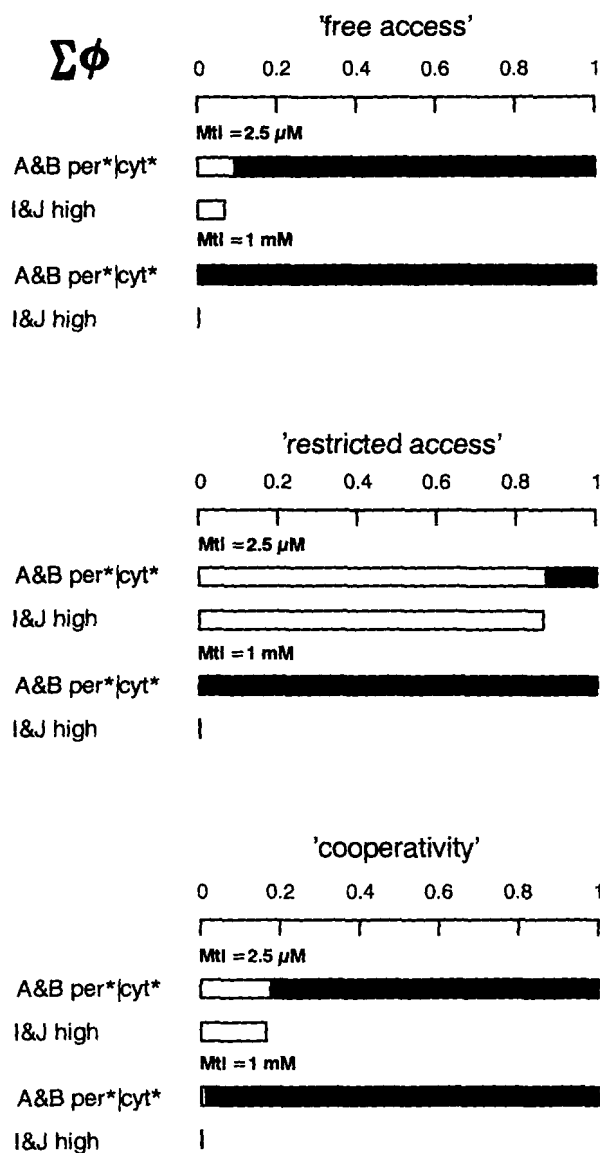 'free access'
Σϕ
0 0.2 0.4 0.6 0.8 1
Mtl = 2.5 µM
A&B per*|cyt*
I&J high
Mtl = 1 mM
A&B per*|cyt*
I&J high
'restricted access'
0 0.2 0.4 0.6 0.8 1
Mtl = 2.5 µM
A&B per*|cyt*
I&J high
Mtl = 1 mM
A&B per*|cyt*
I&J high
'cooperativity'
0 0.2 0.4 0.6 0.8 1
Mtl = 2.5 µM
A&B per*|cyt*
I&J high
Mtl = 1 mM
A&B per*|cyt*
I&J high